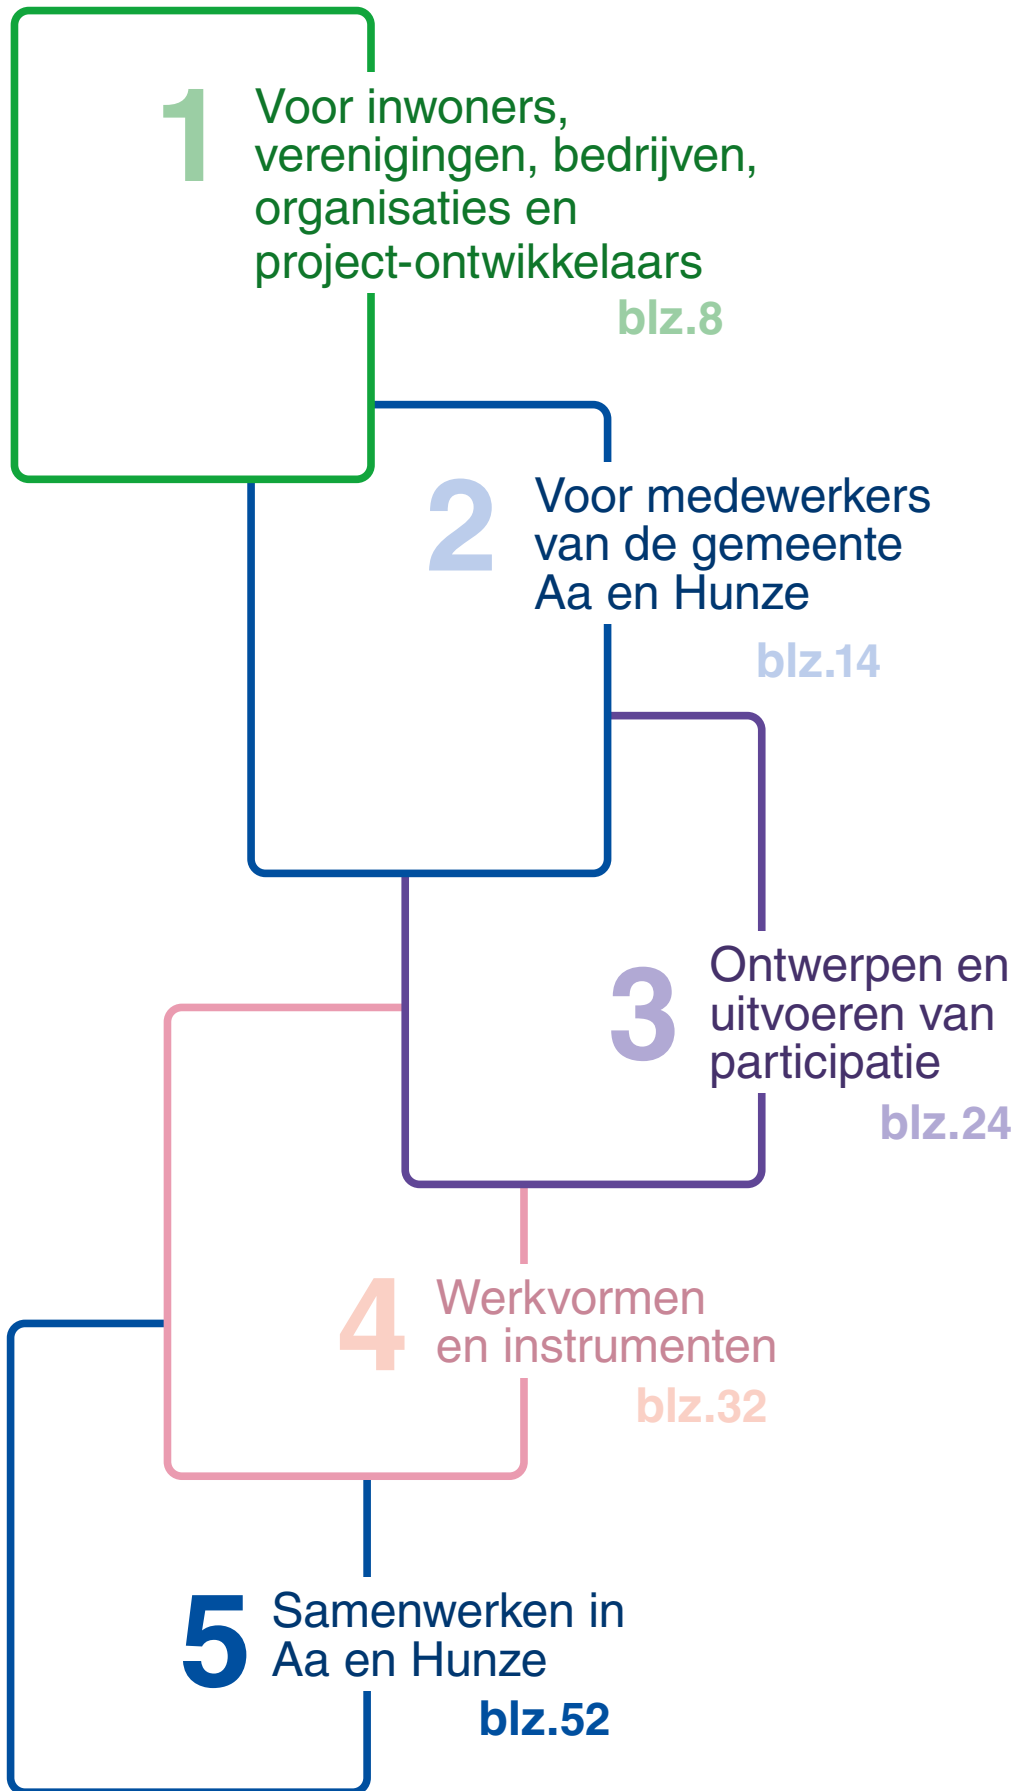 1
Voor inwoners,
verenigingen, bedrijven,
organisaties en
project-ontwikkelaars
blz.8
2
Voor medewerkers
van de gemeente
Aa en Hunze
blz.14
3
Ontwerpen en
uitvoeren van
participatie
blz.24
4
Werkvormen
en instrumenten
blz.32
5
Samenwerken in
Aa en Hunze
blz.52